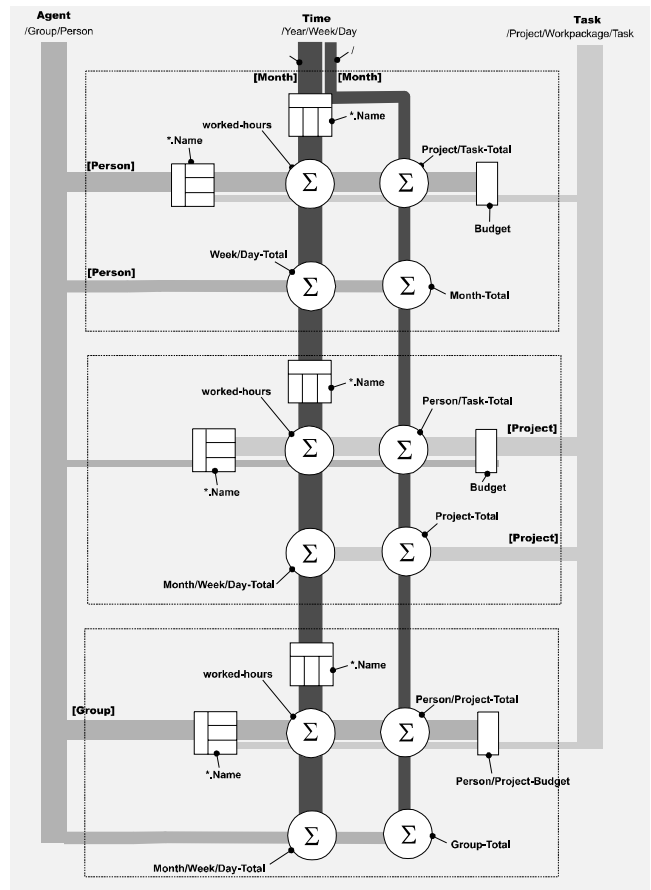 Agent
/Group/Person
Time
/Year/Week/Day
Task
/Project/Workpackage/Task
/
/
[Month]
[Month]
*.Name
worked-hours
*.Name
Project/Task-Total
[Person]
Σ
Σ
Budget
Week/Day-Total
[Person]
Σ
Σ
Month-Total
*.Name
worked-hours
Person/Task-Total
[Project]
Σ
Σ
*.Name
Budget
Project-Total
[Project]
Σ
Σ
Month/Week/Day-Total
*.Name
worked-hours
Person/Project-Total
[Group]
Σ
Σ
*.Name
Person/Project-Budget
Σ
Σ
Group-Total
Month/Week/Day-Total